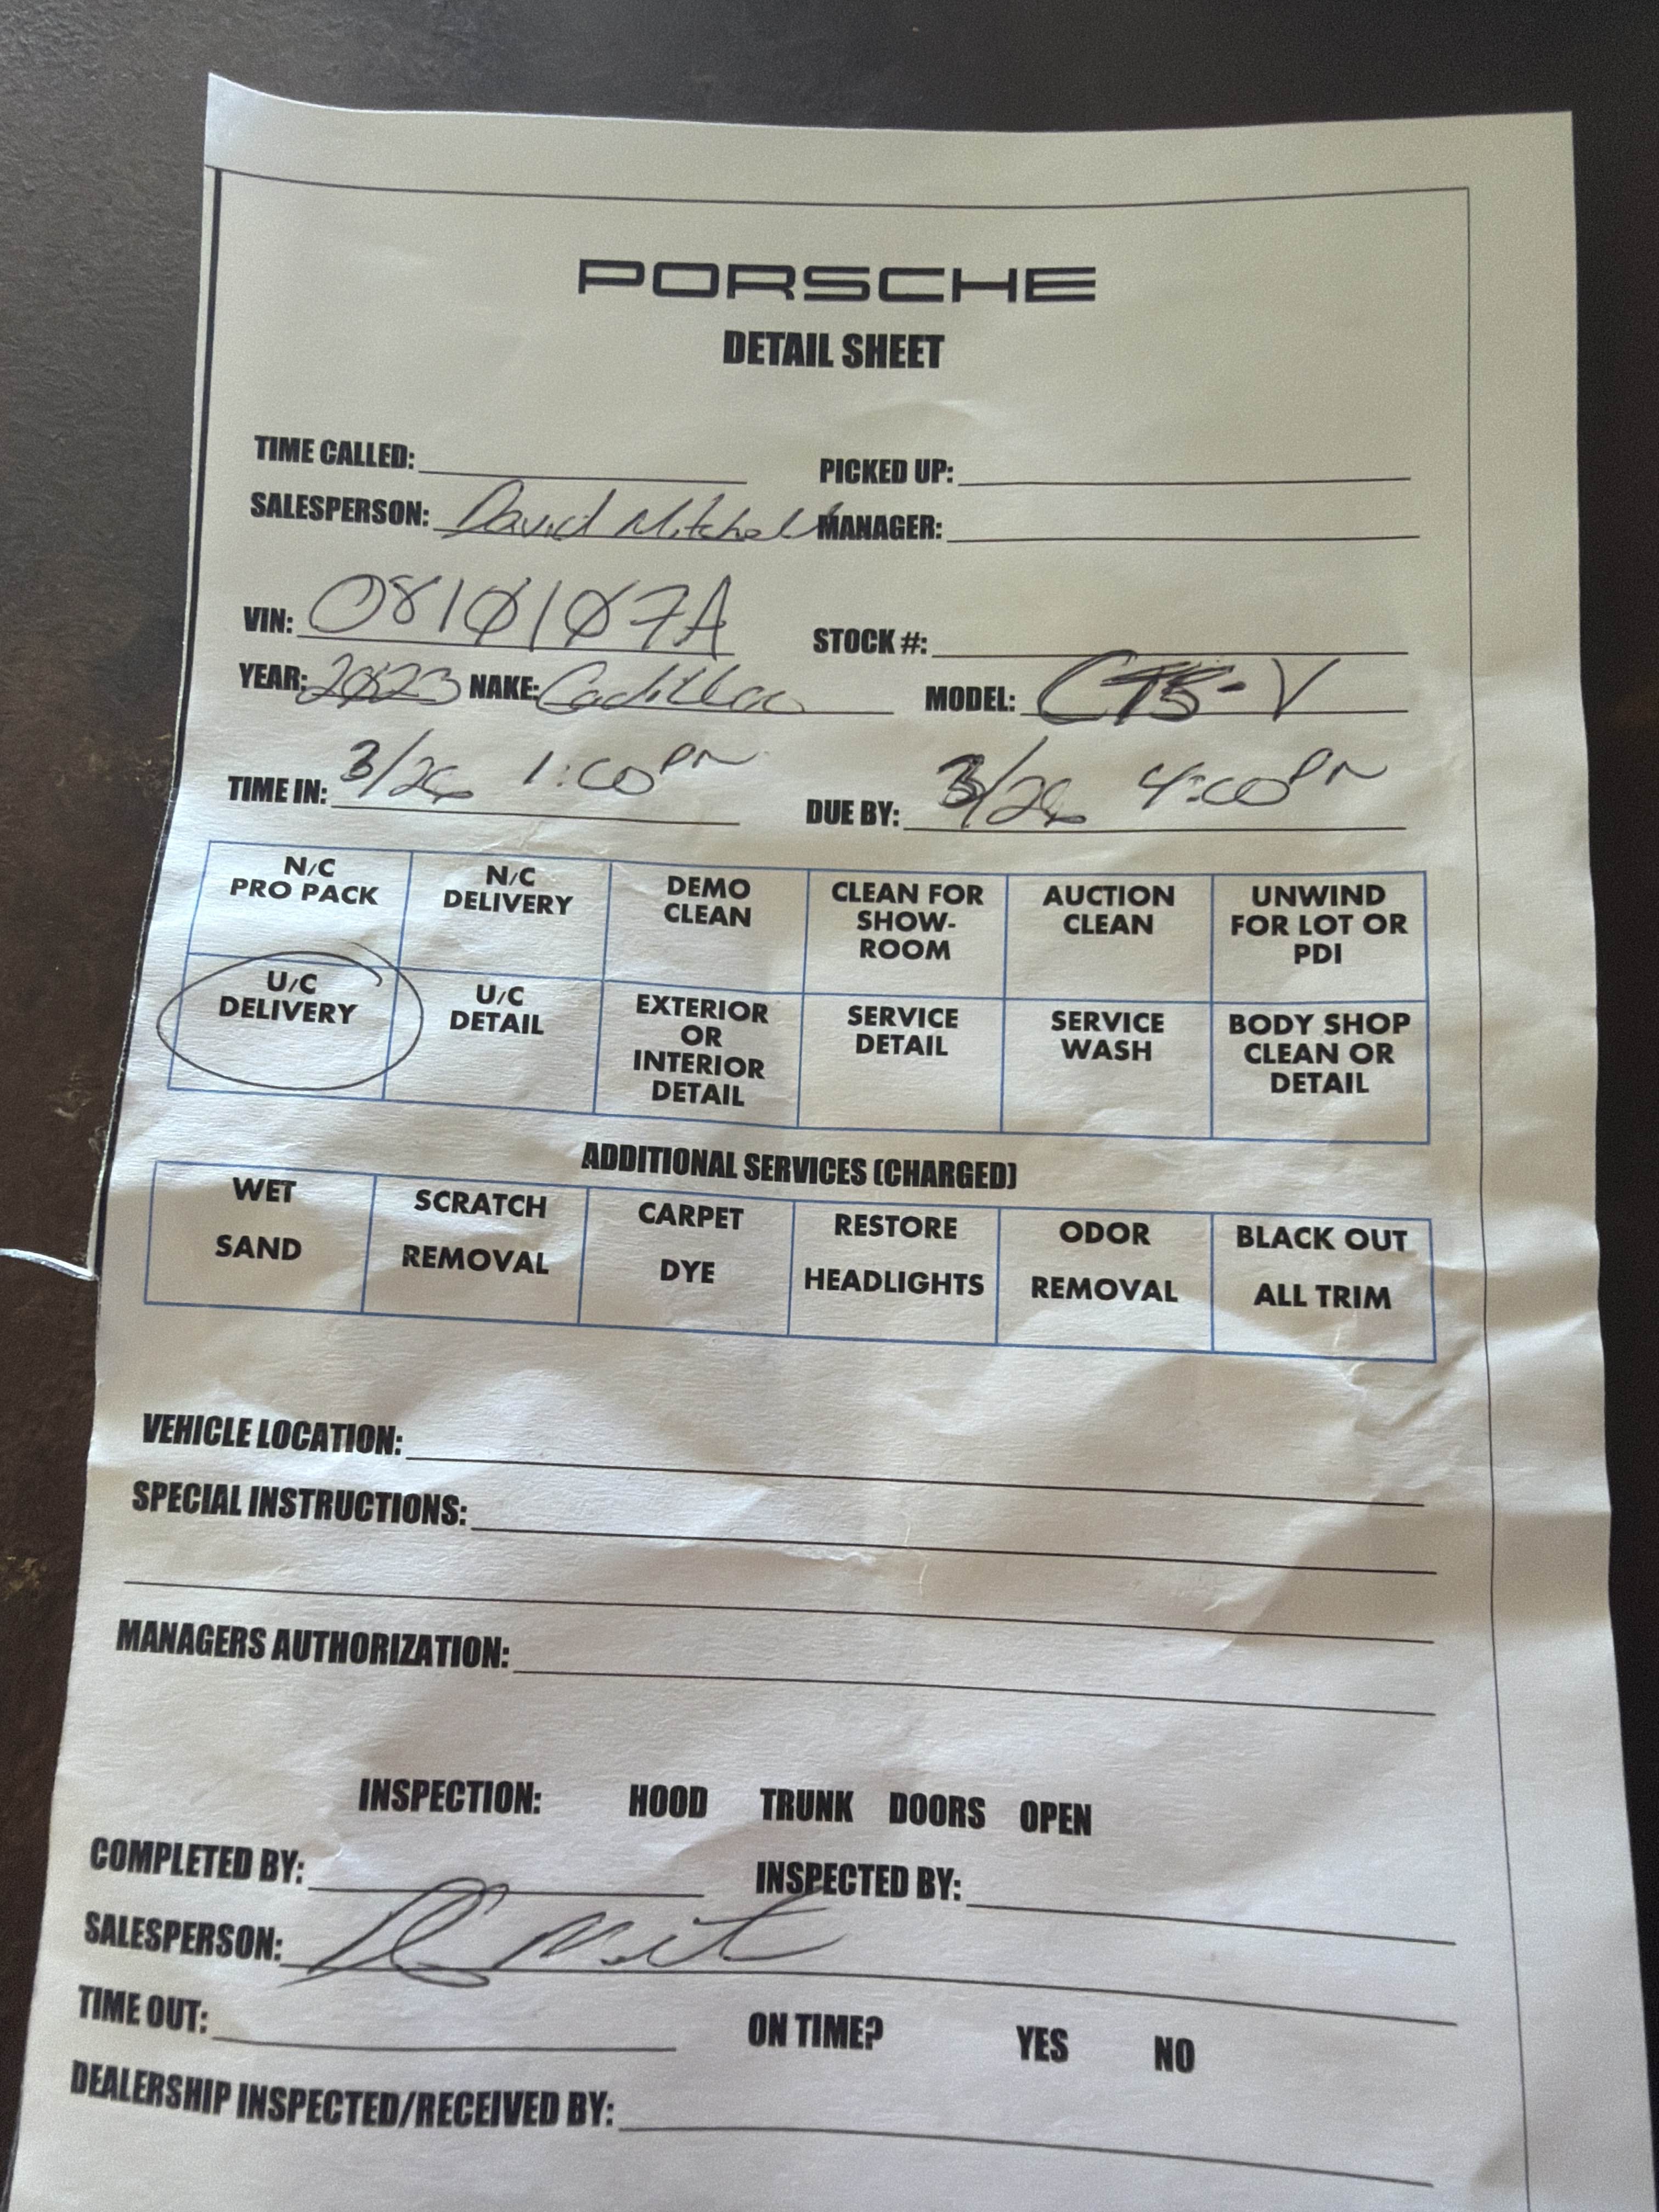 PORSCHE
DETAIL SHEET
TIME CALLED: PICKED UP:
SALESPERSON: David Mitchell MANAGER:
VIN: 0810107A STOCK #:
YEAR: 2023 NAKE: Cadillac MODEL: CT5-V
TIME IN: 3/26 1:00 PM DUE BY: 3/26 4:00 PM
N/C PRO PACK
N/C DELIVERY
DEMO CLEAN
CLEAN FOR SHOW-ROOM
AUCTION CLEAN
UNWIND FOR LOT OR PDI
U/C DELIVERY
U/C DETAIL
EXTERIOR OR INTERIOR DETAIL
SERVICE DETAIL
SERVICE WASH
BODY SHOP CLEAN OR DETAIL
ADDITIONAL SERVICES (CHARGED)
WET SAND
SCRATCH REMOVAL
CARPET DYE
RESTORE HEADLIGHTS
ODOR REMOVAL
BLACK OUT ALL TRIM
VEHICLE LOCATION:
SPECIAL INSTRUCTIONS:
MANAGERS AUTHORIZATION:
INSPECTION: HOOD TRUNK DOORS OPEN
COMPLETED BY: INSPECTED BY:
SALESPERSON:
TIME OUT: ON TIME? YES NO
DEALERSHIP INSPECTED/RECEIVED BY: